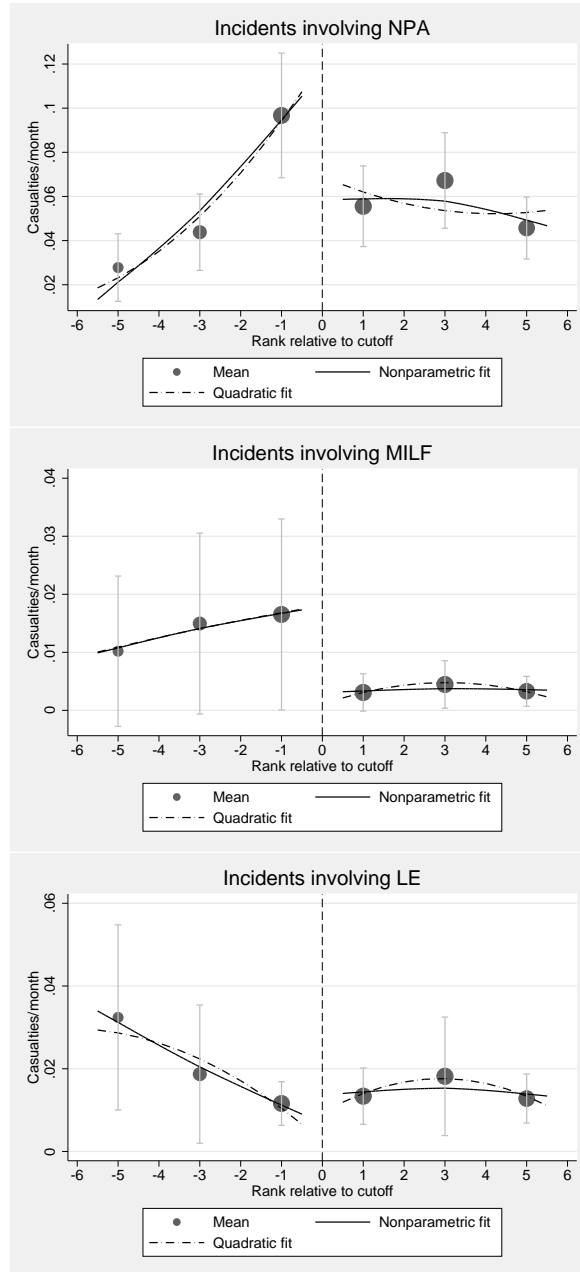 Incidents involving NPA
Casualties/month
.12
.1
.08
.06
.04
.02
-6 -5 -4 -3 -2 -1 0 1 2 3 4 5 6
Rank relative to cutoff
Mean Nonparametric fit
Quadratic fit
Incidents involving MILF
Casualties/month
.04
.03
.02
.01
0
-6 -5 -4 -3 -2 -1 0 1 2 3 4 5 6
Rank relative to cutoff
Mean Nonparametric fit
Quadratic fit
Incidents involving LE
Casualties/month
.06
.04
.02
0
-6 -5 -4 -3 -2 -1 0 1 2 3 4 5 6
Rank relative to cutoff
Mean Nonparametric fit
Quadratic fit